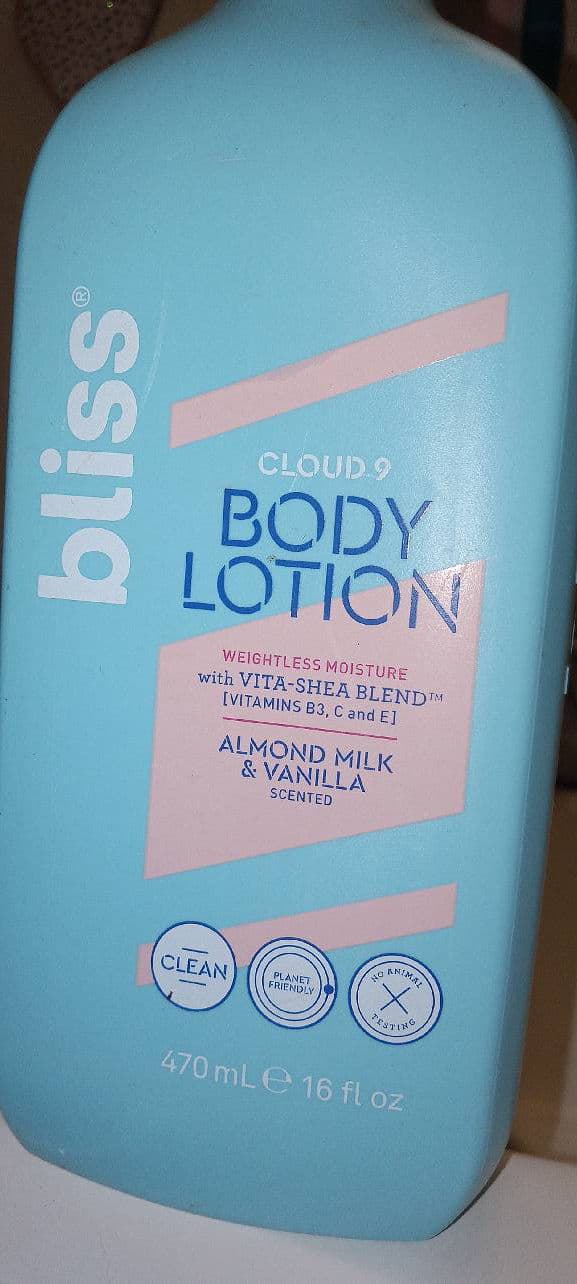 bliss®
CLOUD 9
BODY
LOTION
WEIGHTLESS MOISTURE
with VITA-SHEA BLEND™
[VITAMINS B3, C and E]
ALMOND MILK
& VANILLA
SCENTED
CLEAN
PLANET
FRIENDLY
NO ANIMAL
TESTING
470 mL ℮ 16 fl oz